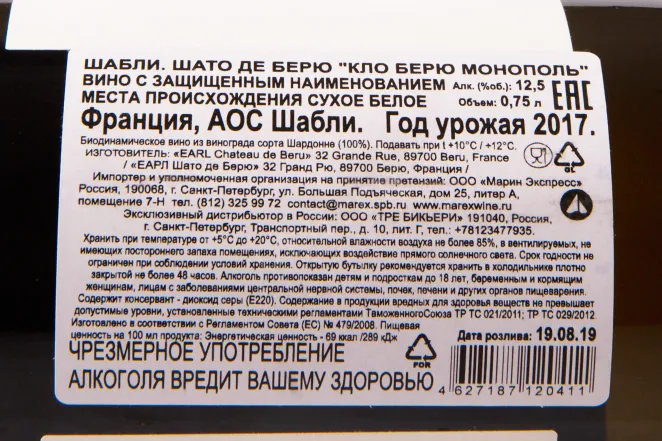 ШАБЛИ. ШАТО ДЕ БЕРЮ "КЛО БЕРЮ МОНОПОЛЬ"
ВИНО С ЗАЩИЩЕННЫМ НАИМЕНОВАНИЕМ Алк. (%об.): 12,5
МЕСТА ПРОИСХОЖДЕНИЯ СУХОЕ БЕЛОЕ Объем: 0,75 л
EAC
Франция, АОС Шабли. Год урожая 2017.
Биодинамическое вино из винограда сорта Шардонне (100%). Подавать при t +10°C / +12°C.
ИЗГОТОВИТЕЛЬ: «EARL Chateau de Beru» 32 Grande Rue, 89700 Beru, France
/ «ЕАРЛ Шато де Берю» 32 Гранд Рю, 89700 Берю, Франция /
Импортер и уполномоченная организация на принятие претензий: ООО «Марин Экспресс»
Россия, 190068, г. Санкт-Петербург, ул. Большая Подъяческая, дом 25, литер А,
помещение 7-Н тел. (812) 325 99 72 contact@marex.spb.ru www.marexwine.ru
Эксклюзивный дистрибьютор в России: ООО «ТРЕ БИКЬЕРИ» 191040, Россия,
г. Санкт-Петербург, Транспортный пер., д. 10, лит. Г, тел.: +78123477935.
Хранить при температуре от +5°C до +20°C, относительной влажности воздуха не более 85%, в вентилируемых, не
имеющих постороннего запаха помещениях, исключающих воздействие прямого солнечного света. Срок годности не
ограничен при соблюдении условий хранения. Открытую бутылку рекомендуется хранить в холодильнике плотно
закрытой не более 48 часов. Алкоголь противопоказан детям и подросткам до 18 лет, беременным и кормящим
женщинам, лицам с заболеваниями центральной нервной системы, почек, печени и других органов пищеварения.
Содержит консервант - диоксид серы (Е220). Содержание в продукции вредных для здоровья веществ не превышает
допустимые уровни, установленные техническими регламентами ТаможенногоСоюза ТР ТС 021/2011; ТР ТС 029/2012
Изготовлено в соответствии с Регламентом Совета (ЕС) № 479/2008. Пищевая
ценность на 100 мл продукта: Энергетическая ценность - 69 ккал /289 кДж
Дата розлива: 19.08.19
ЧРЕЗМЕРНОЕ УПОТРЕБЛЕНИЕ
АЛКОГОЛЯ ВРЕДИТ ВАШЕМУ ЗДОРОВЬЮ
FOR
4 627187 120411